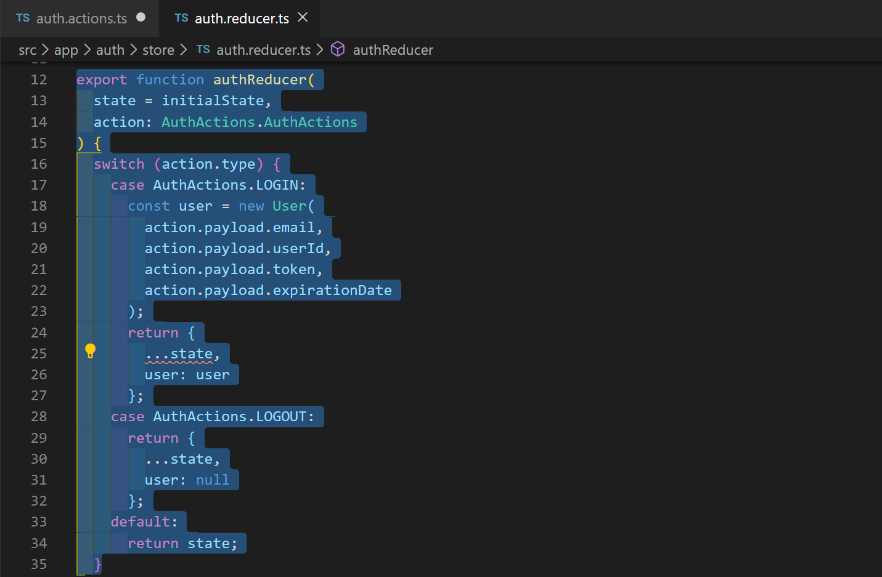 TS auth.actions.ts ●
TS auth.reducer.ts ×
src > app > auth > store > TS auth.reducer.ts > authReducer
12 export function authReducer(
13   state = initialState,
14   action: AuthActions.AuthActions
15 ) {
16   switch (action.type) {
17     case AuthActions.LOGIN:
18       const user = new User(
19         action.payload.email,
20         action.payload.userId,
21         action.payload.token,
22         action.payload.expirationDate
23       );
24       return {
25         ...state,
26         user: user
27       };
28     case AuthActions.LOGOUT:
29       return {
30         ...state,
31         user: null
32       };
33     default:
34       return state;
35   }